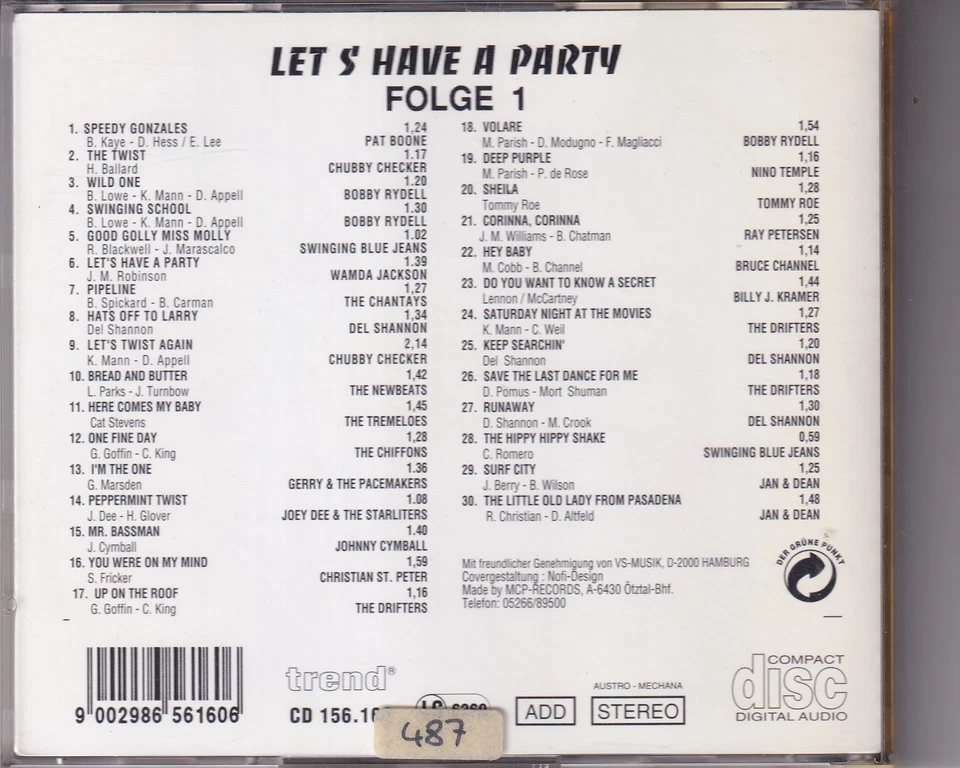 LET S HAVE A PARTY
FOLGE 1
1. SPEEDY GONZALES 1,24
B. Kaye - D. Hess / E. Lee PAT BOONE
2. THE TWIST 1.17
H. Ballard CHUBBY CHECKER
3. WILD ONE 1.20
B. Lowe - K. Mann - D. Appell BOBBY RYDELL
4. SWINGING SCHOOL 1.30
B. Lowe - K. Mann - D. Appell BOBBY RYDELL
5. GOOD GOLLY MISS MOLLY 1.02
R. Blackwell - J. Marascalco SWINGING BLUE JEANS
6. LET'S HAVE A PARTY 1.39
J. M. Robinson WAMDA JACKSON
7. PIPELINE 1,27
B. Spickard - B. Carman THE CHANTAYS
8. HATS OFF TO LARRY 1,34
Del Shannon DEL SHANNON
9. LET'S TWIST AGAIN 2,14
K. Mann - D. Appell CHUBBY CHECKER
10. BREAD AND BUTTER 1,42
L. Parks - J. Turnbow THE NEWBEATS
11. HERE COMES MY BABY 1,45
Cat Stevens THE TREMELOES
12. ONE FINE DAY 1,28
G. Goffin - C. King THE CHIFFONS
13. I'M THE ONE 1.36
G. Marsden GERRY & THE PACEMAKERS
14. PEPPERMINT TWIST 1.08
J. Dee - H. Glover JOEY DEE & THE STARLITERS
15. MR. BASSMAN 1.40
J. Cymball JOHNNY CYMBALL
16. YOU WERE ON MY MIND 1,59
S. Fricker CHRISTIAN ST. PETER
17. UP ON THE ROOF 1,16
G. Goffin - C. King THE DRIFTERS
18. VOLARE 1,54
M. Parish - D. Modugno - F. Magliacci BOBBY RYDELL
19. DEEP PURPLE 1,16
M. Parish - P. de Rose NINO TEMPLE
20. SHEILA 1,28
Tommy Roe TOMMY ROE
21. CORINNA, CORINNA 1,25
J. M. Williams - B. Chatman RAY PETERSEN
22. HEY BABY 1,14
M. Cobb - B. Channel BRUCE CHANNEL
23. DO YOU WANT TO KNOW A SECRET 1,44
Lennon / McCartney BILLY J. KRAMER
24. SATURDAY NIGHT AT THE MOVIES 1,27
K. Mann - C. Weil THE DRIFTERS
25. KEEP SEARCHIN' 1,20
Del Shannon DEL SHANNON
26. SAVE THE LAST DANCE FOR ME 1,18
D. Pomus - Mort Shuman THE DRIFTERS
27. RUNAWAY 1,30
D. Shannon - M. Crook DEL SHANNON
28. THE HIPPY HIPPY SHAKE 0,59
C. Romero SWINGING BLUE JEANS
29. SURF CITY 1,25
J. Berry - B. Wilson JAN & DEAN
30. THE LITTLE OLD LADY FROM PASADENA 1,48
R. Christian - D. Altfeld JAN & DEAN
Mit freundlicher Genehmigung von VS-MUSIK, D-2000 HAMBURG
Covergestaltung : Nofi-Design
Made by MCP-RECORDS, A-6430 Ötztal-Bhf.
Telefon: 05266/89500
DER GRÜNE PUNKT
9 002986 561606
trend®
CD 156.16
487
ADD
AUSTRO - MECHANA
STEREO
COMPACT
disc
DIGITAL AUDIO